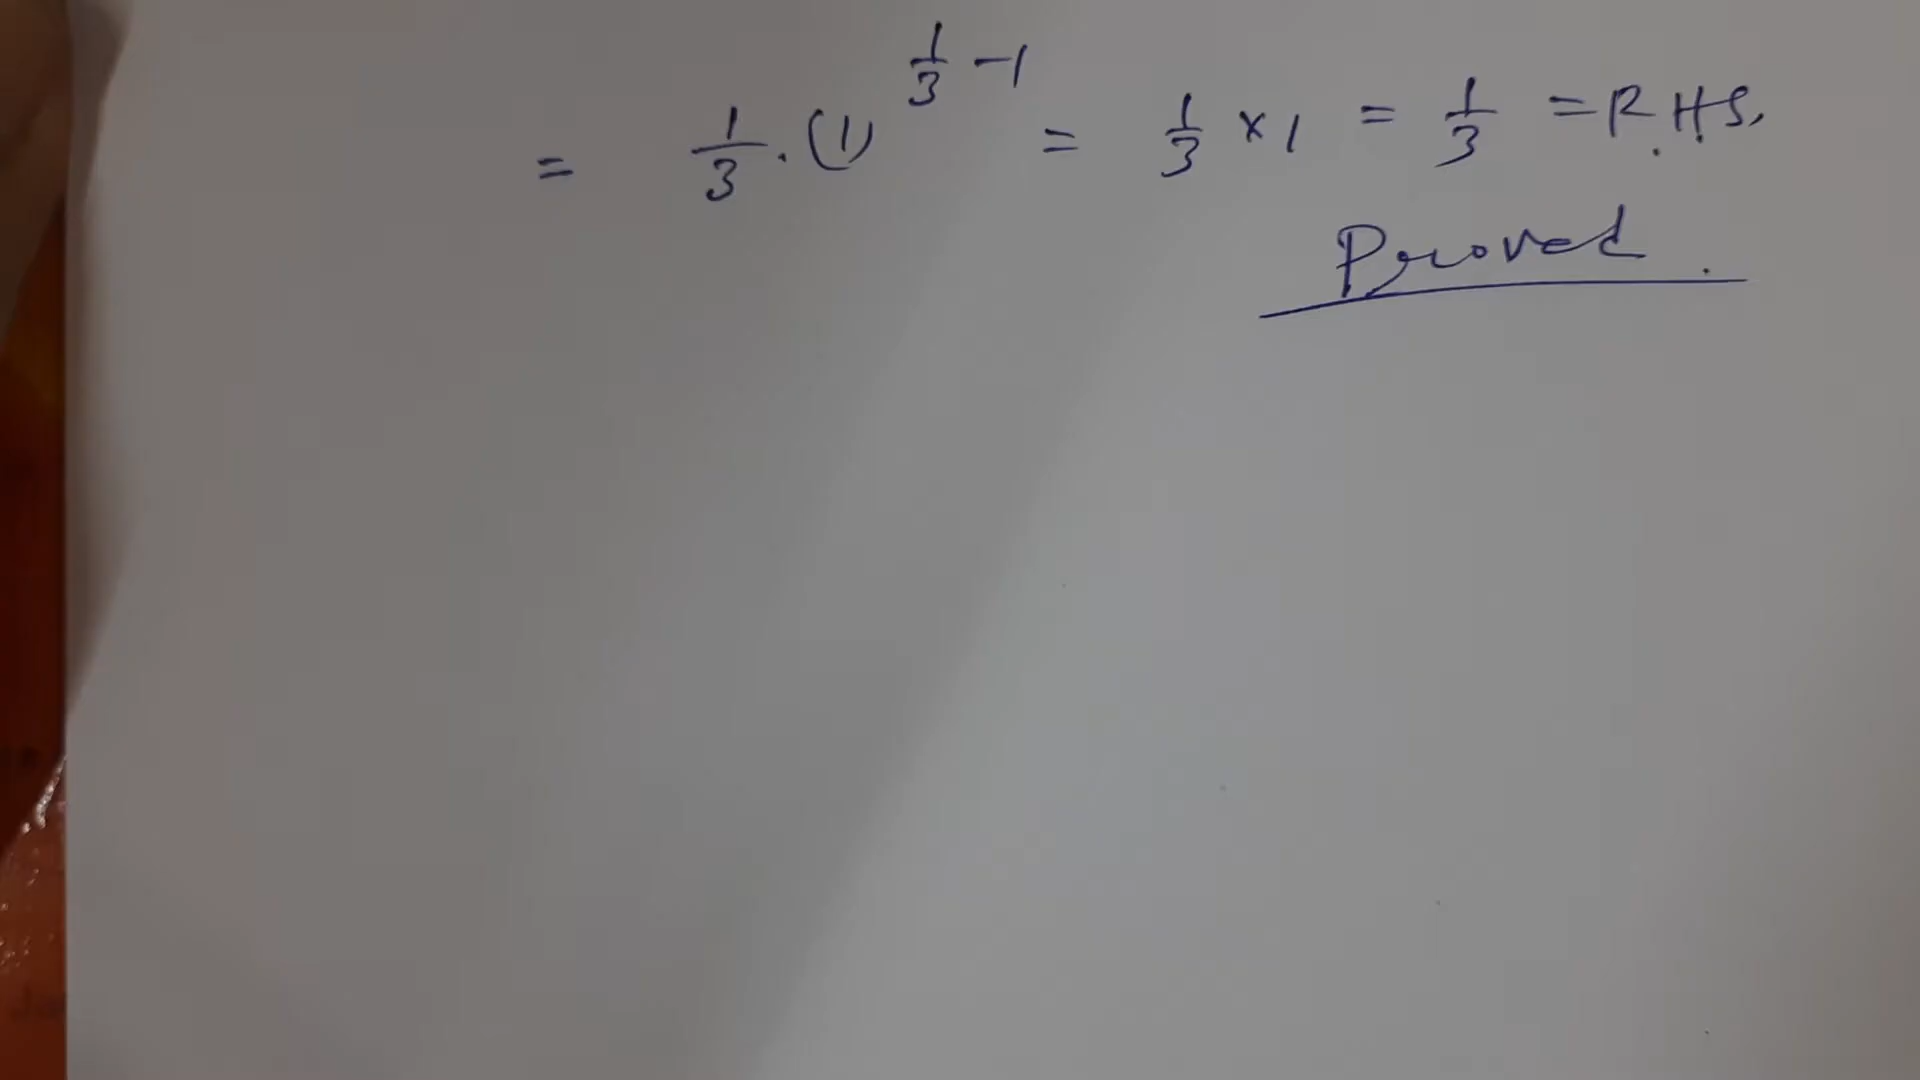 = 1/3 . (1)^(1/3 - 1) = 1/3 × 1 = 1/3 = R.H.S.
Proved.